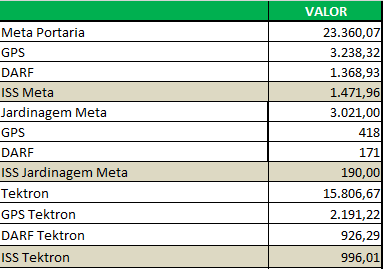 VALOR
Meta Portaria 23.360,07
GPS 3.238,32
DARF 1.368,93
ISS Meta 1.471,96
Jardinagem Meta 3.021,00
GPS 418
DARF 171
ISS Jardinagem Meta 190,00
Tektron 15.806,67
GPS Tektron 2.191,22
DARF Tektron 926,29
ISS Tektron 996,01